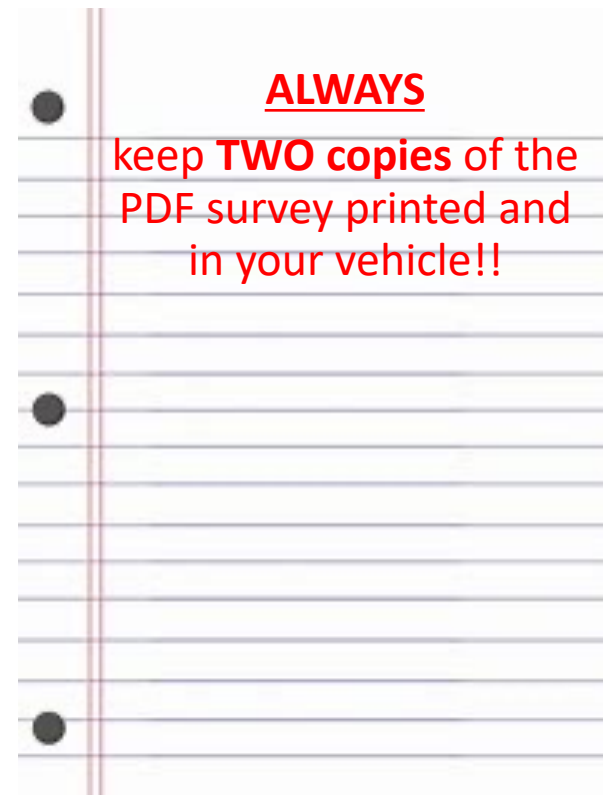 ALWAYS
keep TWO copies of the
PDF survey printed and
in your vehicle!!